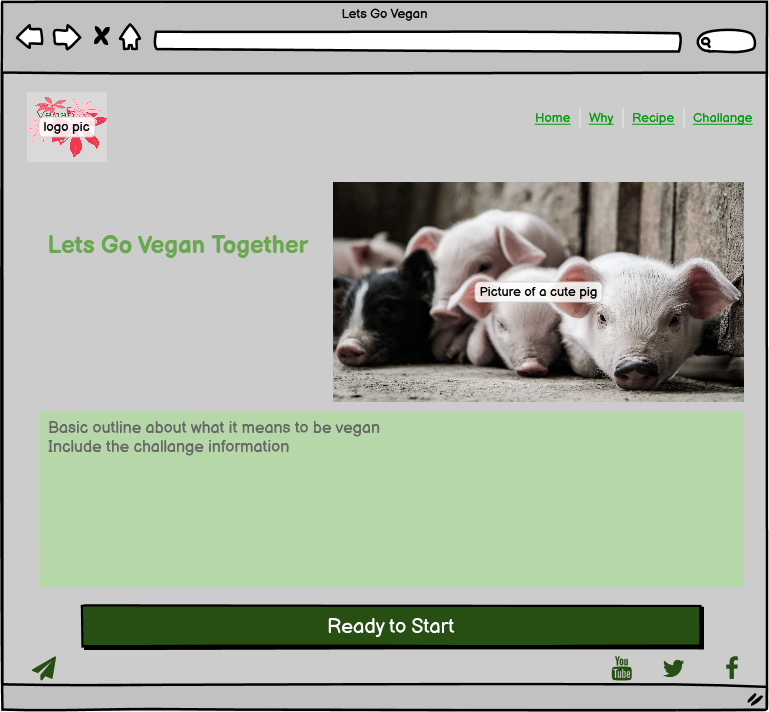 Lets Go Vegan
logo pic
Home
Why
Recipe
Challange
Lets Go Vegan Together
Picture of a cute pig
Basic outline about what it means to be vegan
Include the challange information
Ready to Start
You
Tube